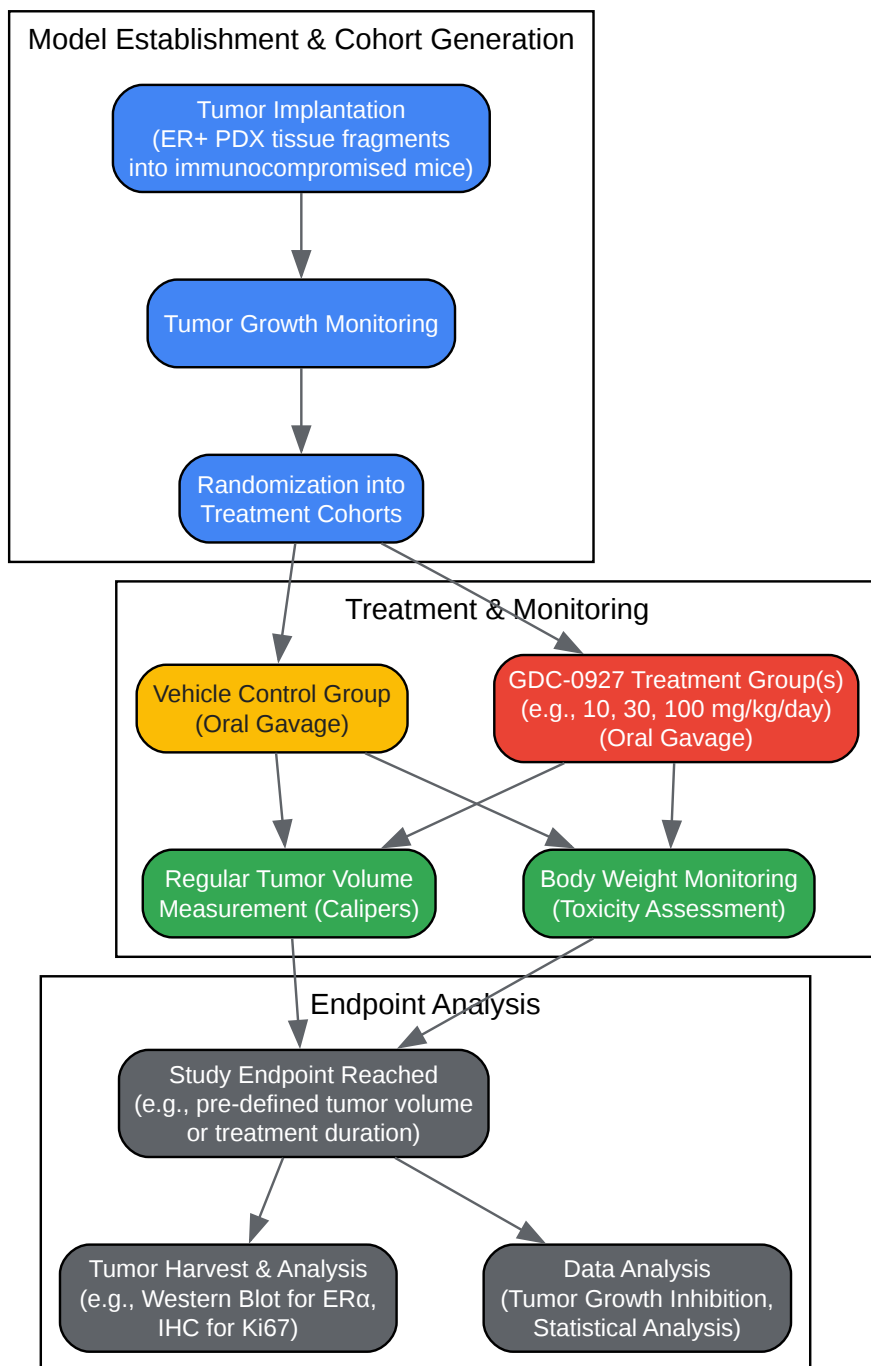 Model Establishment & Cohort Generation
Tumor Implantation
(ER+ PDX tissue fragments
into immunocompromised mice)
Tumor Growth Monitoring
Randomization into
Treatment Cohorts
Treatment & Monitoring
Vehicle Control Group
(Oral Gavage)
GDC-0927 Treatment Group(s)
(e.g., 10, 30, 100 mg/kg/day)
(Oral Gavage)
Regular Tumor Volume
Measurement (Calipers)
Body Weight Monitoring
(Toxicity Assessment)
Endpoint Analysis
Study Endpoint Reached
(e.g., pre-defined tumor volume
or treatment duration)
Tumor Harvest & Analysis
(e.g., Western Blot for ERα,
IHC for Ki67)
Data Analysis
(Tumor Growth Inhibition,
Statistical Analysis)